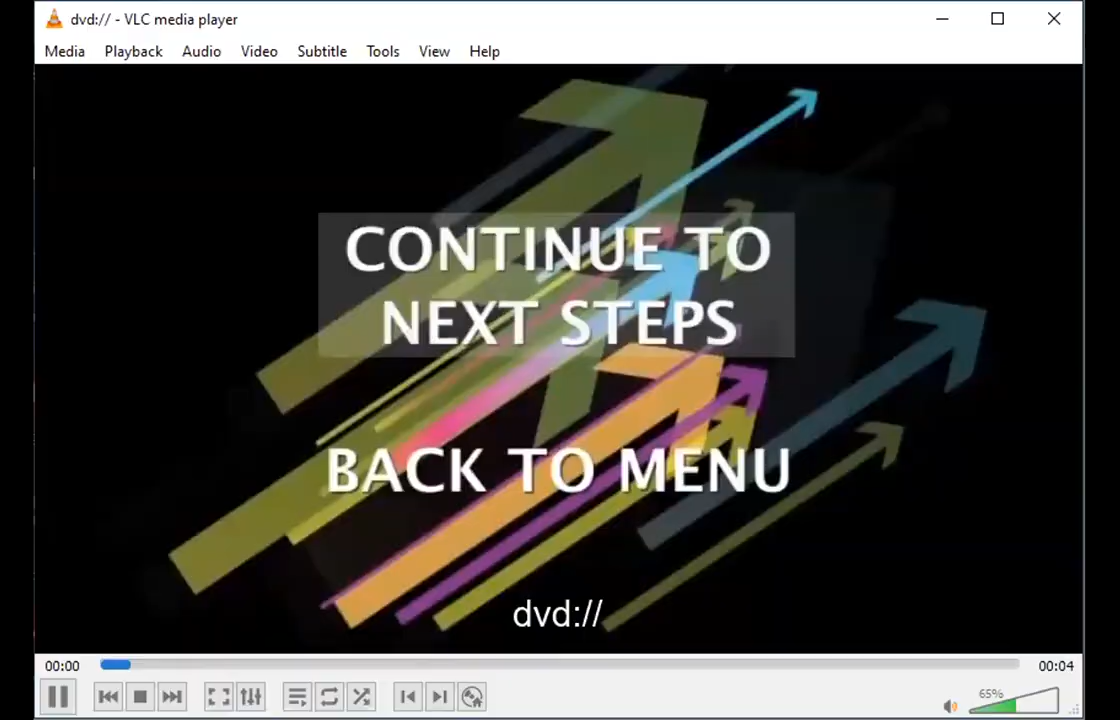 dvd:// - VLC media player
Media Playback Audio Video Subtitle Tools View Help
CONTINUE TO
NEXT STEPS
BACK TO MENU
dvd://
00:00 00:04
65%